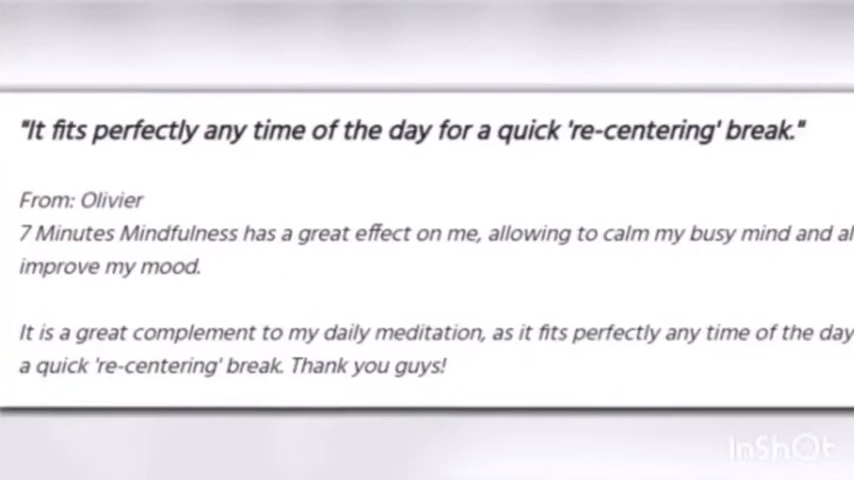 "It fits perfectly any time of the day for a quick 're-centering' break."
From: Olivier
7 Minutes Mindfulness has a great effect on me, allowing to calm my busy mind and
improve my mood.
It is a great complement to my daily meditation, as it fits perfectly any time of the day
a quick 're-centering' break. Thank you guys!
InShOt